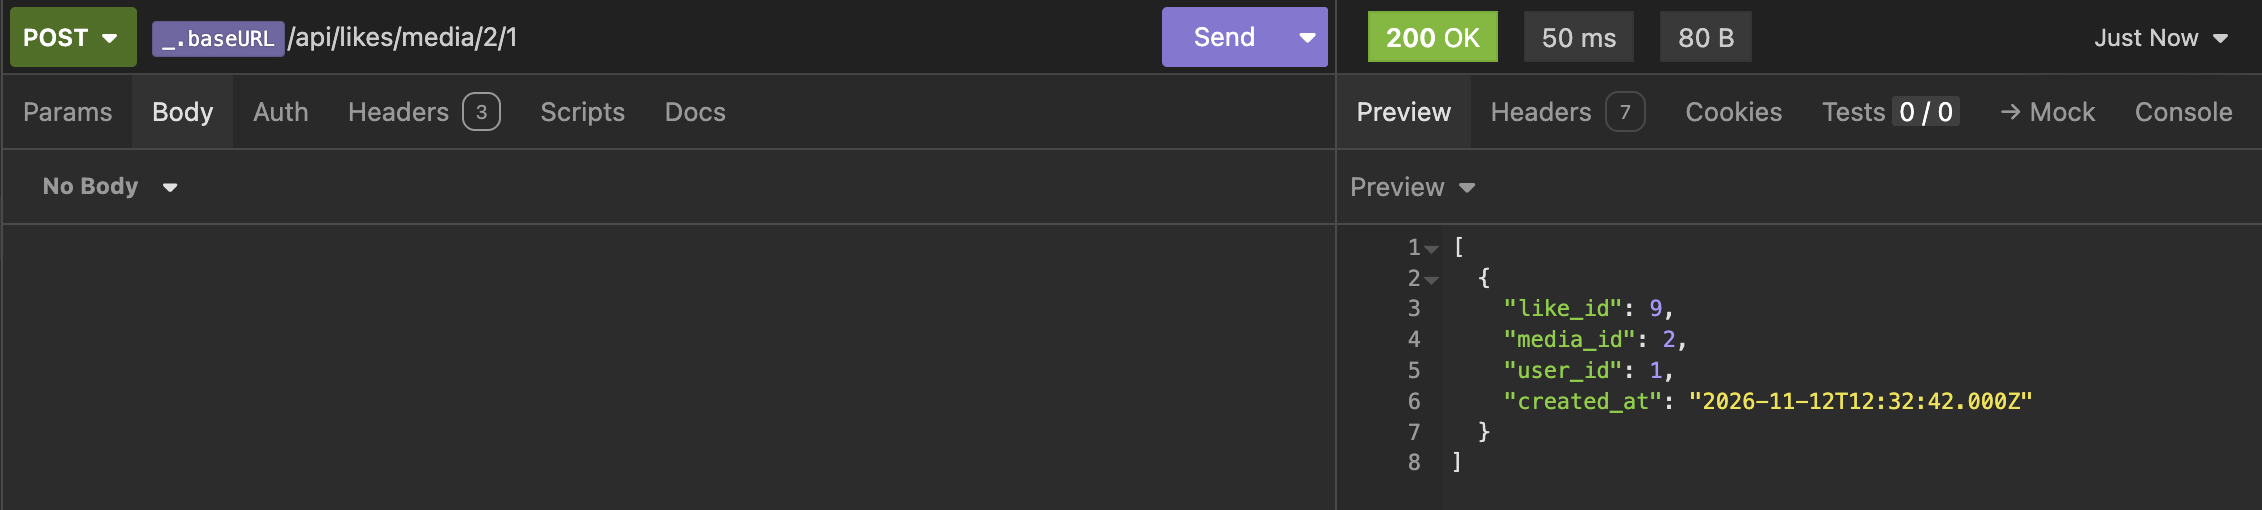 POST _.baseURL/api/likes/media/2/1 Send
Params Body Auth Headers 3 Scripts Docs
No Body
200 OK 50 ms 80 B Just Now
Preview Headers 7 Cookies Tests 0 / 0 → Mock Console
Preview
1 [
2 {
3 "like_id": 9,
4 "media_id": 2,
5 "user_id": 1,
6 "created_at": "2026-11-12T12:32:42.000Z"
7 }
8 ]